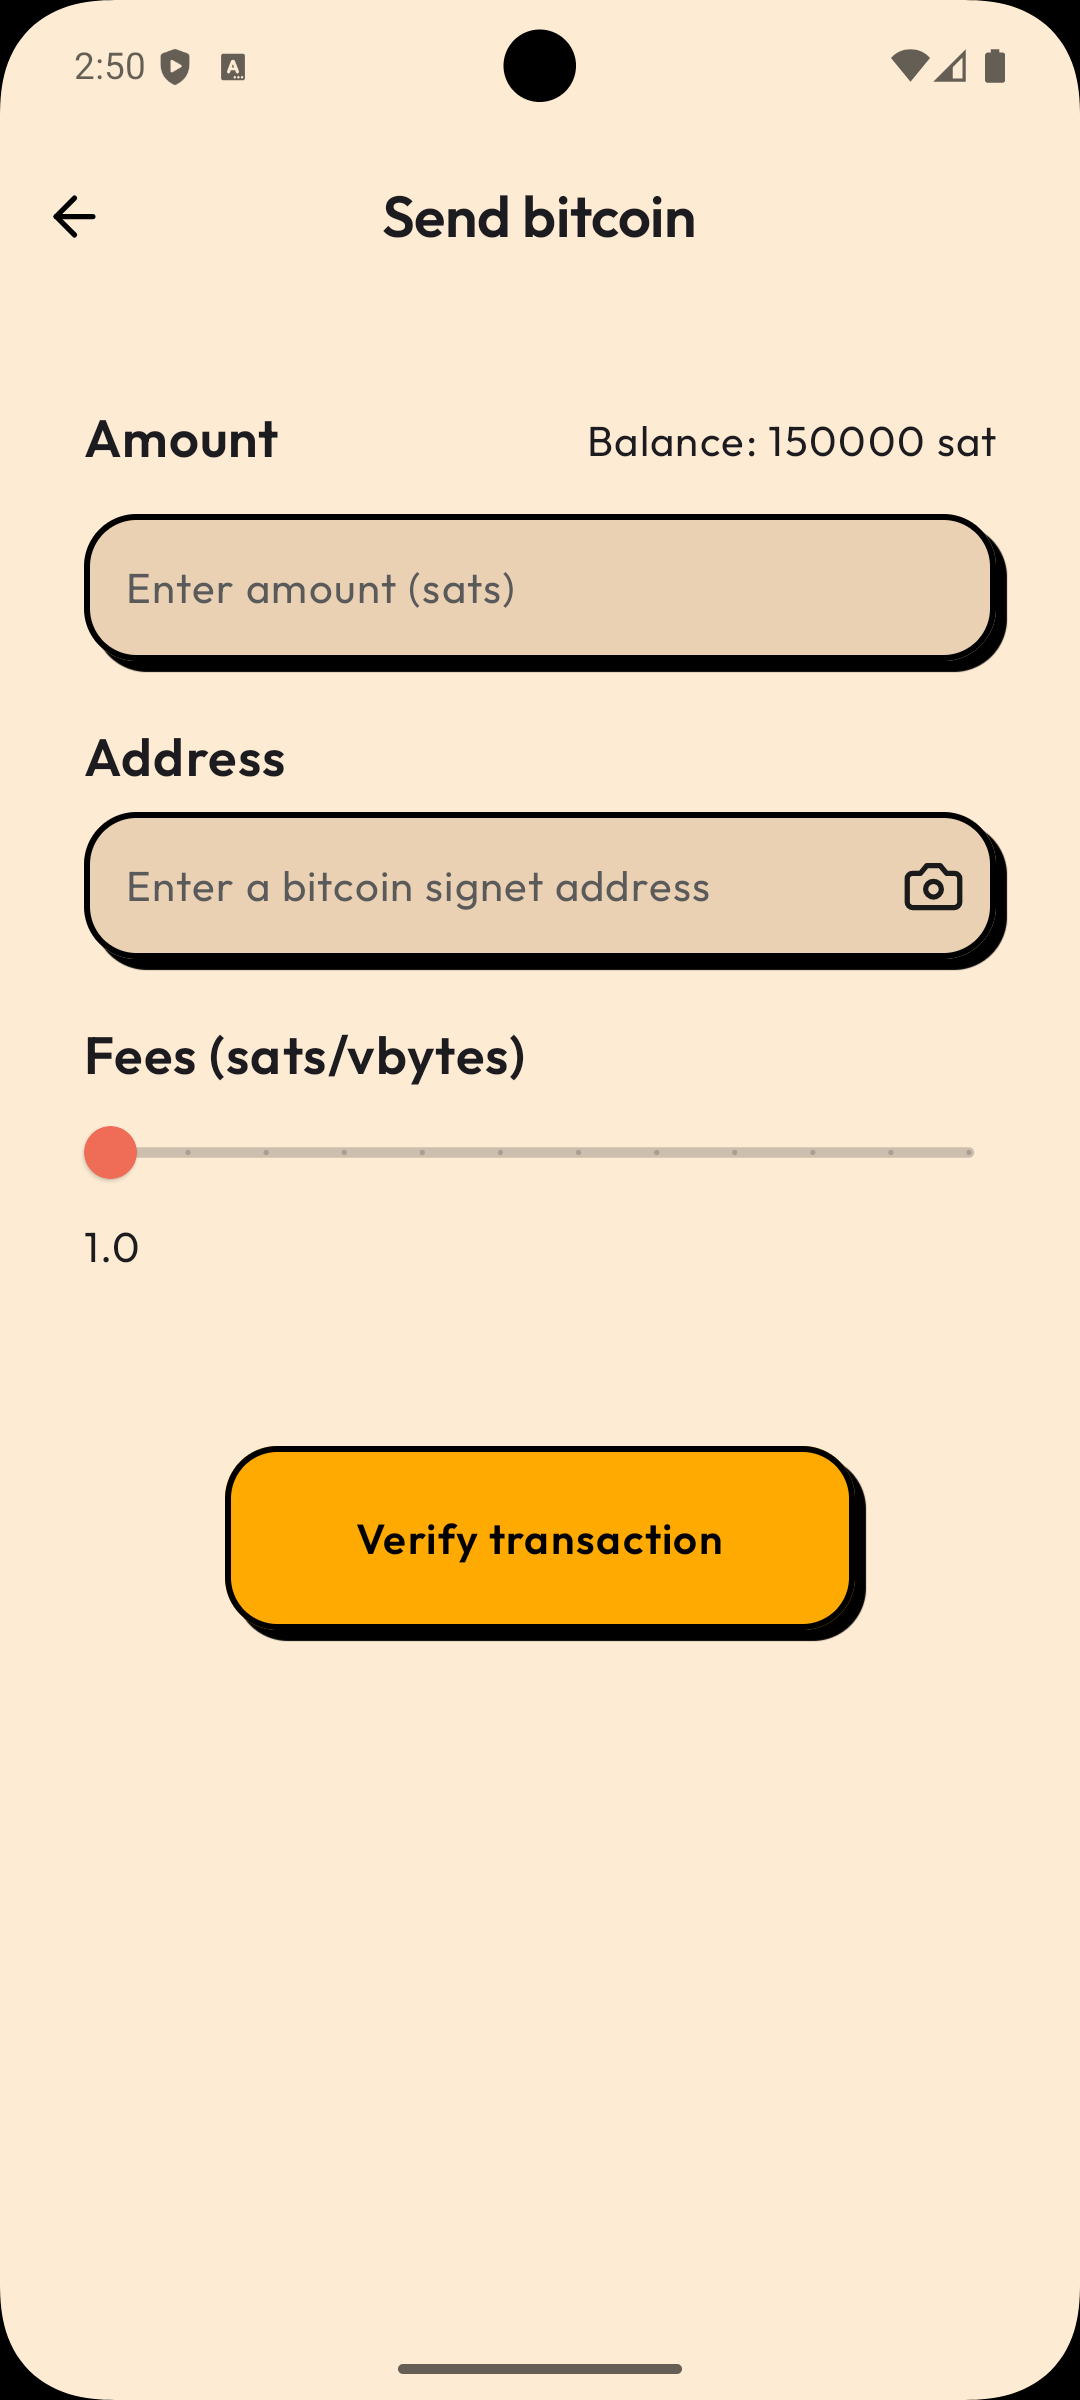 2:50
Send bitcoin
Amount
Balance: 150000 sat
Enter amount (sats)
Address
Enter a bitcoin signet address
Fees (sats/vbytes)
1.0
Verify transaction